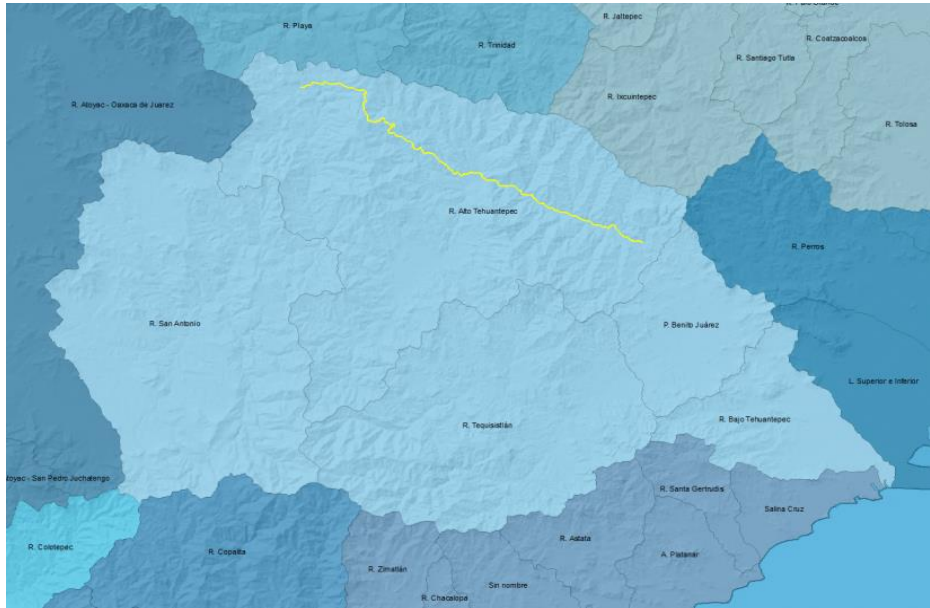 R. Playa
R. Trinidad
R. Jaltepec
R. Coatzacoalcos
R. Santiago Tutla
R. Ixcuintepec
R. Atoyac - Oaxaca de Juarez
R. Tolosa
R. Alto Tehuantepec
R. Perros
R. San Antonio
P. Benito Juárez
L. Superior e Inferior
R. Bajo Tehuantepec
R. Tequisistlán
toyac - San Pedro Juchatengo
R. Santa Gertrudis
Salina Cruz
R. Astata
R. Colotepec
R. Copalita
A. Pixtanar
R. Zimatlán
Sin nombre
R. Chacalapa